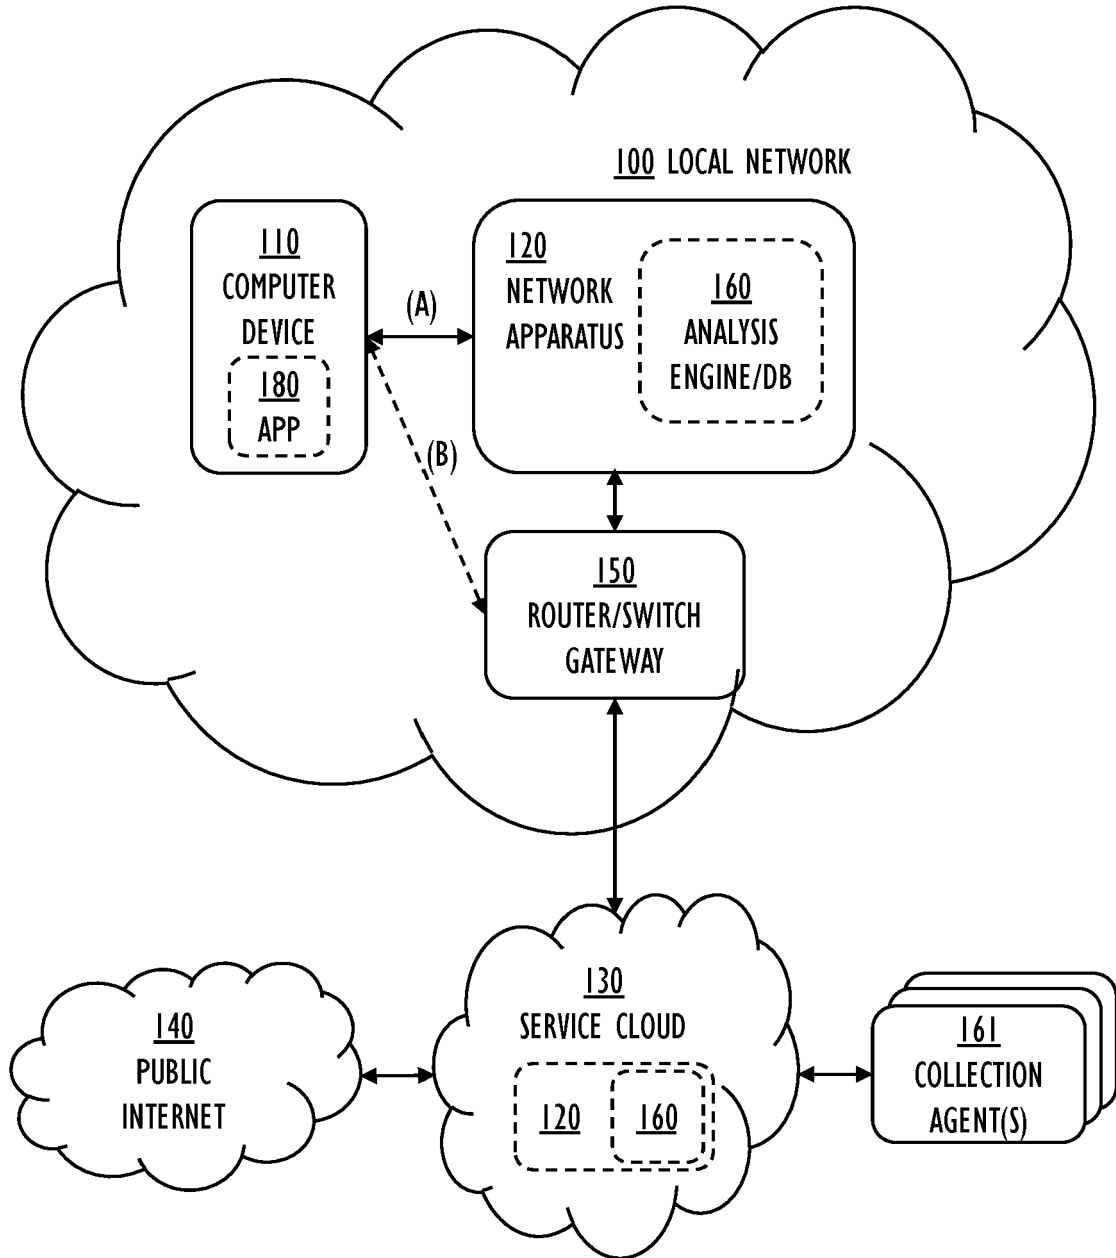 100 LOCAL NETWORK
110
COMPUTER
DEVICE
180
APP
(A)
(B)
120
NETWORK
APPARATUS
160
ANALYSIS
ENGINE/DB
150
ROUTER/SWITCH
GATEWAY
140
PUBLIC
INTERNET
130
SERVICE CLOUD
120
160
161
COLLECTION
AGENT(S)